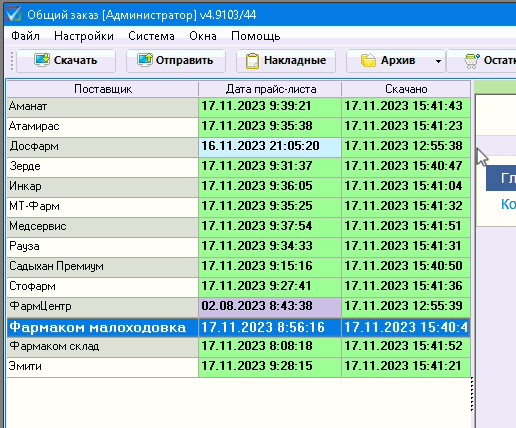 Общий заказ [Администратор] v4.9103/44
Файл Настройки Система Окна Помощь
Скачать Отправить Накладные Архив
Поставщик Дата прайс-листа Скачано
Аманат 17.11.2023 9:39:21 17.11.2023 15:41:43
Атамирас 17.11.2023 9:35:38 17.11.2023 15:41:23
Досфарм 16.11.2023 21:05:20 17.11.2023 12:55:38
Зерде 17.11.2023 9:31:37 17.11.2023 15:40:47
Инкар 17.11.2023 9:36:05 17.11.2023 15:41:04
МТ-Фарм 17.11.2023 9:35:25 17.11.2023 15:41:32
Медсервис 17.11.2023 9:37:54 17.11.2023 15:41:51
Рауза 17.11.2023 9:34:33 17.11.2023 15:41:31
Садыхан Премиум 17.11.2023 9:15:16 17.11.2023 15:40:50
Стофарм 17.11.2023 9:27:41 17.11.2023 15:41:36
ФармЦентр 02.08.2023 8:43:38 17.11.2023 12:55:39
Фармаком малоходовка 17.11.2023 8:56:16 17.11.2023 15:40:4
Фармаком склад 17.11.2023 8:08:18 17.11.2023 15:41:52
Эмити 17.11.2023 9:28:15 17.11.2023 15:41:21